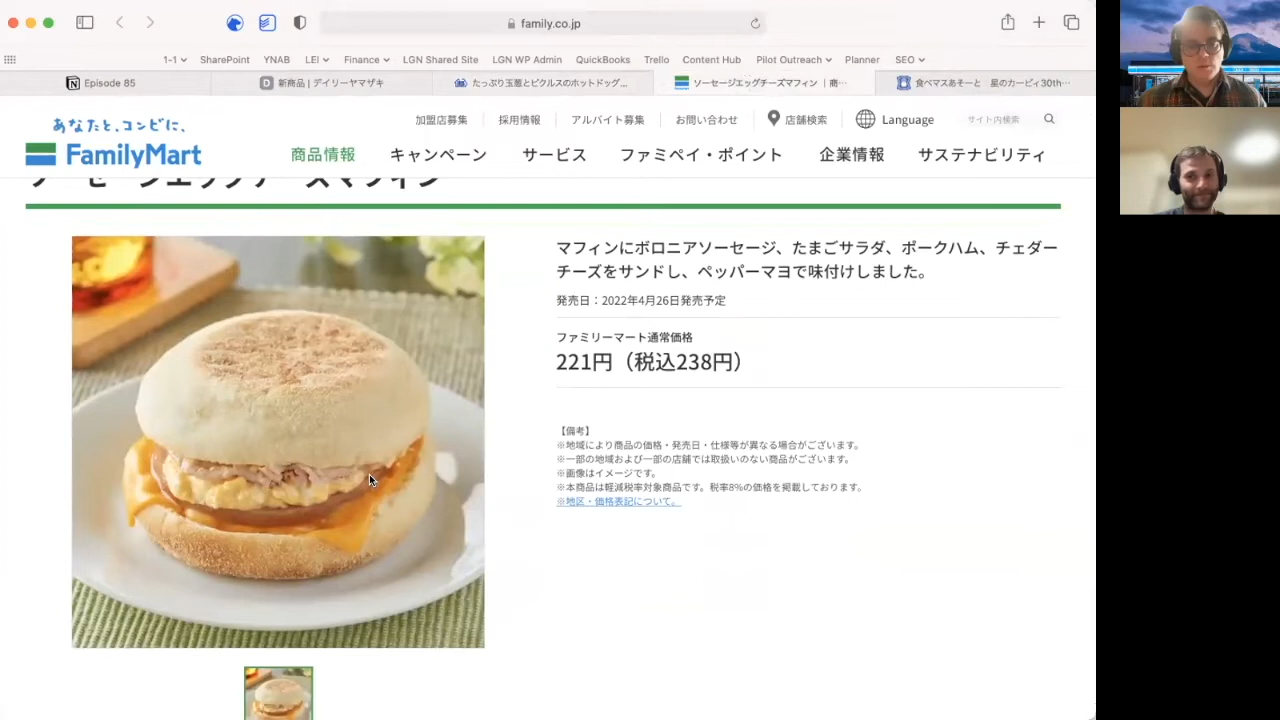 family.co.jp
1-1 SharePoint YNAB LEI Finance LGN Shared Site LGN WP Admin QuickBooks Trello Content Hub Pilot Outreach Planner SEO
Episode 85 新商品 | デイリーヤマザキ たっぷり玉葱と ソーセージエッグチーズマフィン |商… 食べマスあそーと 星のカービィ30th…
あなたと、コンビに、
FamilyMart
加盟店募集 採用情報 アルバイト募集 お問い合わせ 店舗検索 Language サイト内検索
商品情報 キャンペーン サービス ファミペイ・ポイント 企業情報 サステナビリティ
ソーセージエッグチーズマフィン
マフィンにボロニアソーセージ、たまごサラダ、ポークハム、チェダー
チーズをサンドし、ペッパーマヨで味付けしました。
発売日：2022年4月26日発売予定
ファミリーマート通常価格
221円（税込238円）
【備考】
※地域により商品の価格・発売日・仕様等が異なる場合がございます。
※一部の地域および一部の店舗では取扱いのない商品がございます。
※画像はイメージです。
※本商品は軽減税率対象商品です。税率8%の価格を掲載しております。
※地区・価格表記について。